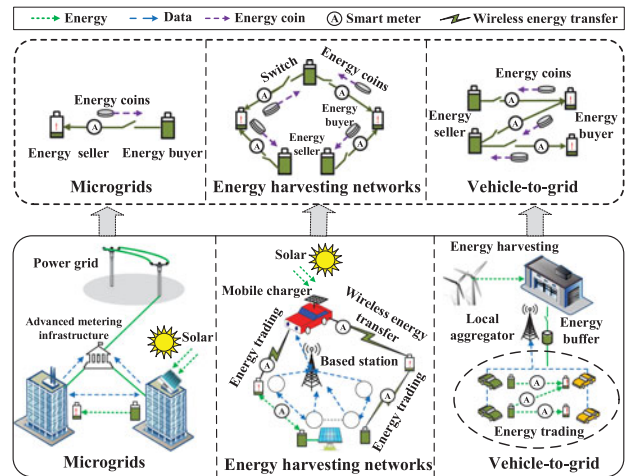 Energy Data Energy coin A Smart meter Wireless energy transfer
Energy coins
A
Energy seller Energy buyer
Microgrids
Switch
Energy coins
A
A
Energy
buyer
Energy
seller
A
A
Energy harvesting networks
Energy coins
A
Energy
seller
A
Energy
buyer
A
Vehicle-to-grid
Power grid
Advanced metering
infrastructure
Solar
A
Microgrids
Solar
Mobile charger
Wireless energy
transfer
A
Energy trading
A
Based station
A
A
Energy trading
Energy harvesting networks
Energy harvesting
Local
aggregator
Energy
buffer
A
A
A
Energy trading
Vehicle-to-grid